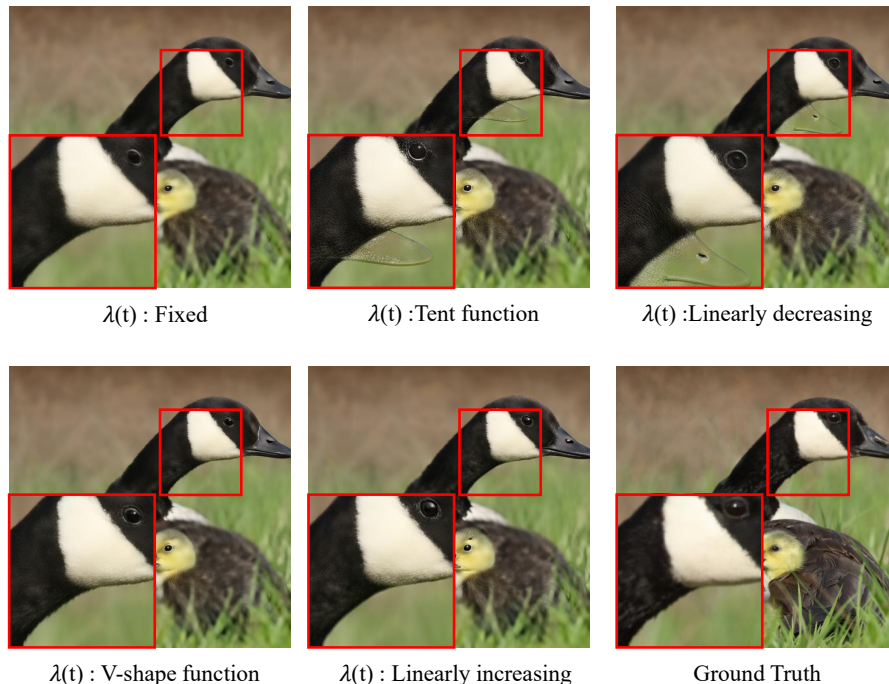 λ(t) : Fixed
λ(t) :Tent function
λ(t) :Linearly decreasing
λ(t) : V-shape function
λ(t) : Linearly increasing
Ground Truth